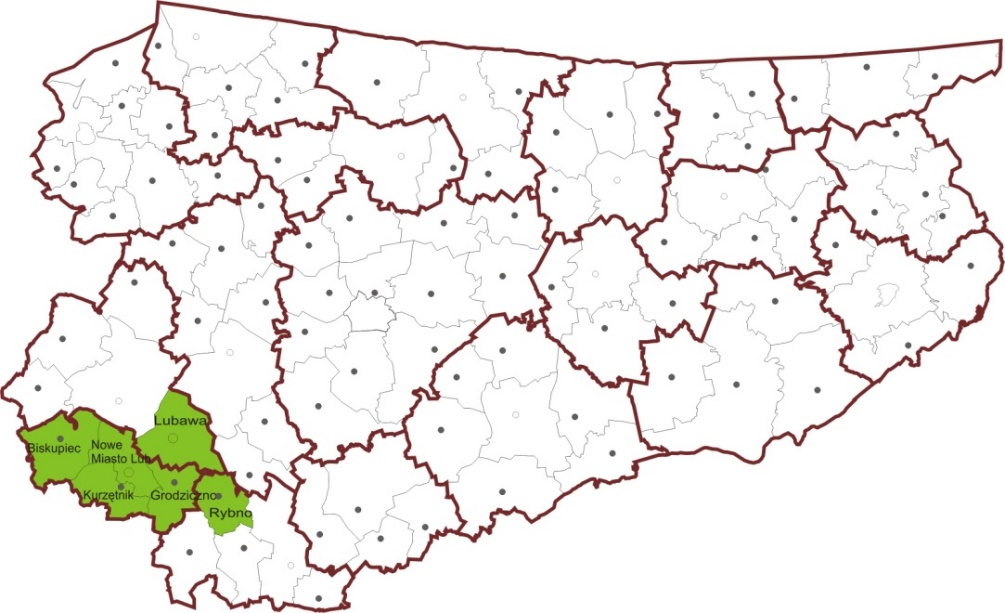 Lubawa
Biskupiec
Nowe
Miasto Lub.
Kurzętnik
Grodziczno
Rybno